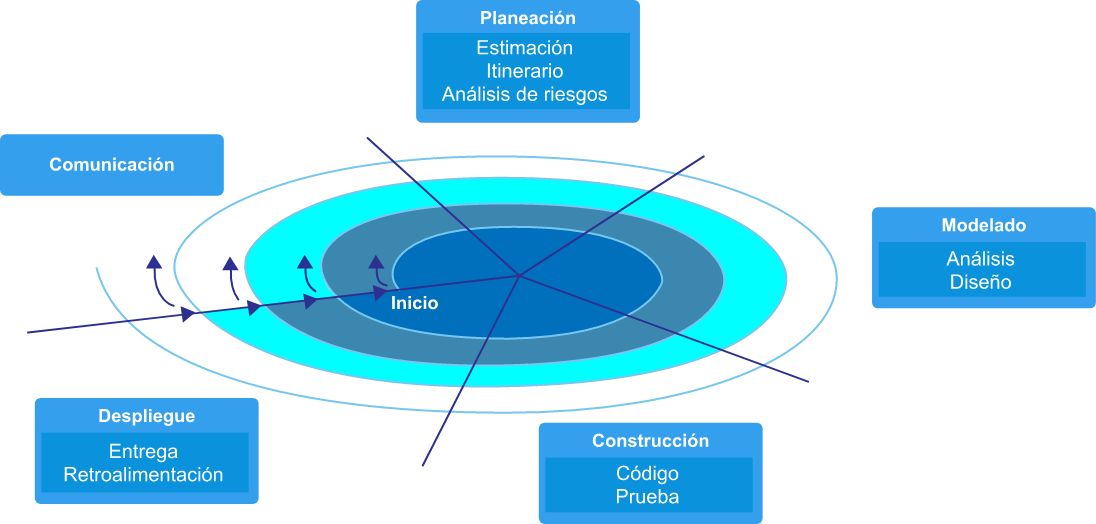 Planeación
Estimación
Itinerario
Análisis de riesgos
Comunicación
Modelado
Análisis
Diseño
Inicio
Despliegue
Entrega
Retroalimentación
Construcción
Código
Prueba